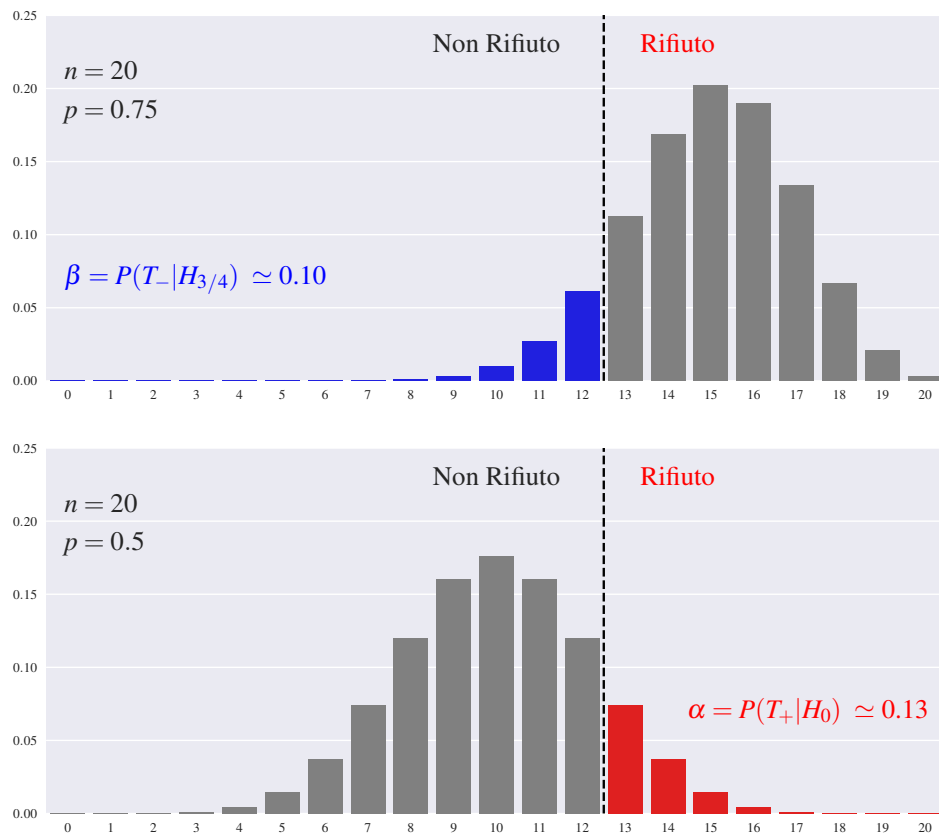 0.25
Non Rifiuto Rifiuto
n = 20
0.20
p = 0.75
0.15
0.10
β = P(T₋|H₃/₄) ≃ 0.10
0.05
0.00
0 1 2 3 4 5 6 7 8 9 10 11 12 13 14 15 16 17 18 19 20
0.25
Non Rifiuto Rifiuto
n = 20
0.20
p = 0.5
0.15
0.10
α = P(T₊|H₀) ≃ 0.13
0.05
0.00
0 1 2 3 4 5 6 7 8 9 10 11 12 13 14 15 16 17 18 19 20